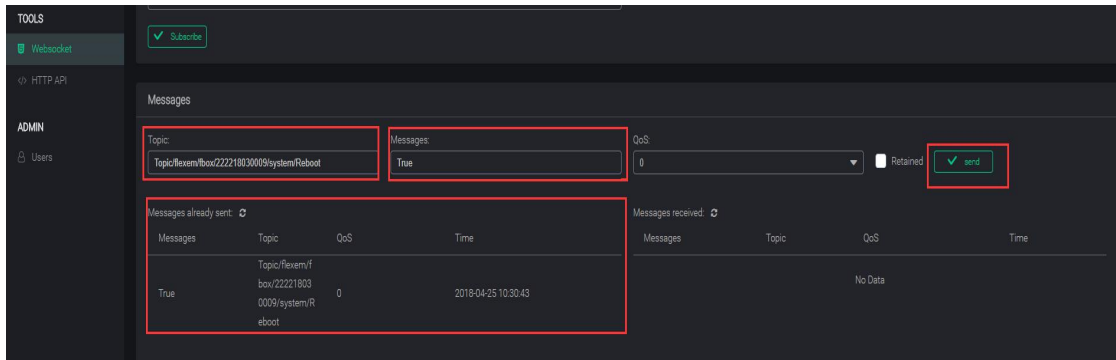 TOOLS
Websocket
</> HTTP API
ADMIN
Users
Subscribe
Messages
Topic:
Topic/flexem/fbox/222218030009/system/Reboot
Messages:
True
QoS:
0
Retained
send
Messages already sent:
Messages Topic QoS Time
True
Topic/flexem/f
box/22221803
0009/system/R
eboot
0
2018-04-25 10:30:43
Messages received:
Messages Topic QoS Time
No Data